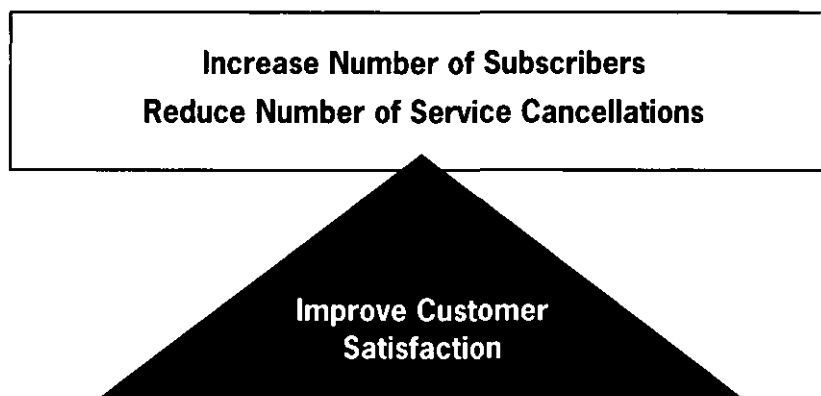 Increase Number of Subscribers
Reduce Number of Service Cancellations
Improve Customer
Satisfaction